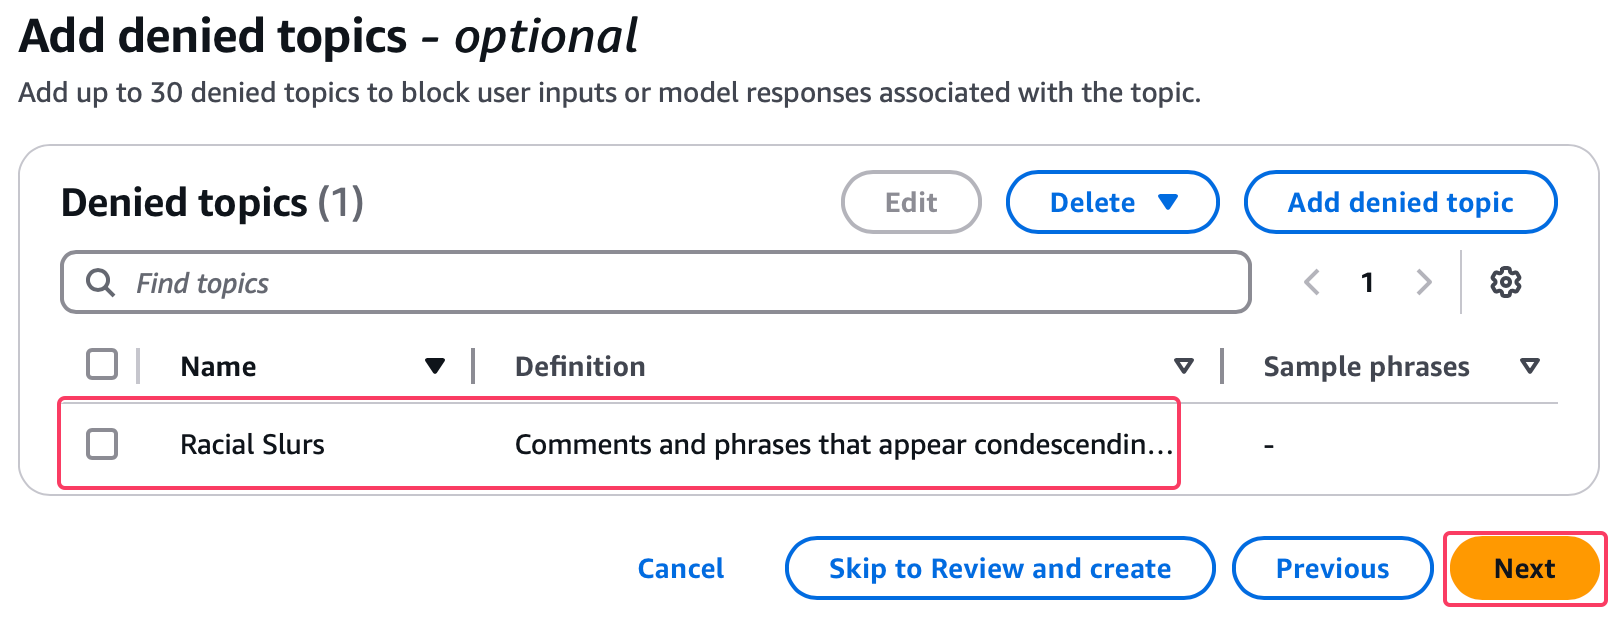 Add denied topics - optional
Add up to 30 denied topics to block user inputs or model responses associated with the topic.
Denied topics (1)
Edit
Delete
Add denied topic
Find topics
1
Name
Definition
Sample phrases
Racial Slurs
Comments and phrases that appear condescendin...
-
Cancel
Skip to Review and create
Previous
Next